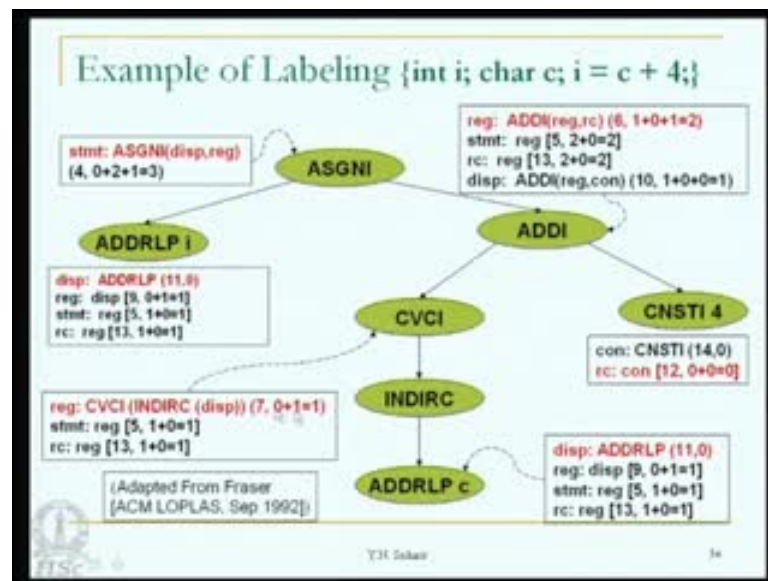 Example of Labeling {int i; char c; i = c + 4;}
reg: ADDI(reg,rc) (6, 1+0+1=2)
stmt: reg [5, 2+0=2]
rc: reg [13, 2+0=2]
disp: ADDI(reg,con) (10, 1+0+0=1)
stmt: ASGNI(disp,reg)
(4, 0+2+1=3)
ASGNI
ADDRLP i
ADDI
disp: ADDRLP (11,0)
reg: disp [9, 0+1=1]
stmt: reg [5, 1+0=1]
rc: reg [13, 1+0=1]
CVCI
CNSTI 4
con: CNSTI (14,0)
rc: con [12, 0+0=0]
INDIRC
reg: CVCI (INDIRC (disp)) (7, 0+1=1)
stmt: reg [5, 1+0=1]
rc: reg [13, 1+0=1]
ADDRLP c
disp: ADDRLP (11,0)
reg: disp [9, 0+1=1]
stmt: reg [5, 1+0=1]
rc: reg [13, 1+0=1]
(Adapted From Fraser
[ACM LOPLAS, Sep 1992])
Y.N.